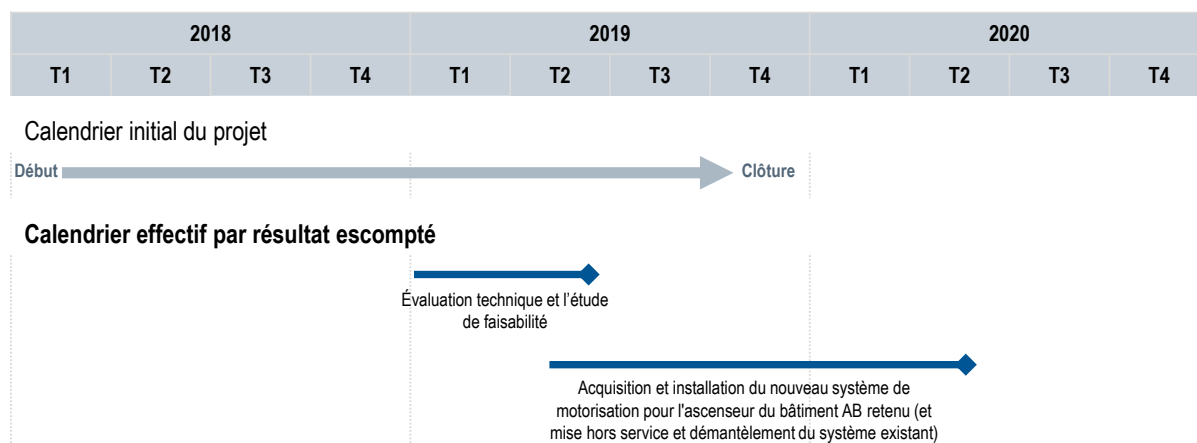 2018 2019 2020
T1 T2 T3 T4 T1 T2 T3 T4 T1 T2 T3 T4
Calendrier initial du projet
Début Clôture
Calendrier effectif par résultat escompté
Évaluation technique et l'étude
de faisabilité
Acquisition et installation du nouveau système de
motorisation pour l'ascenseur du bâtiment AB retenu (et
mise hors service et démantèlement du système existant)